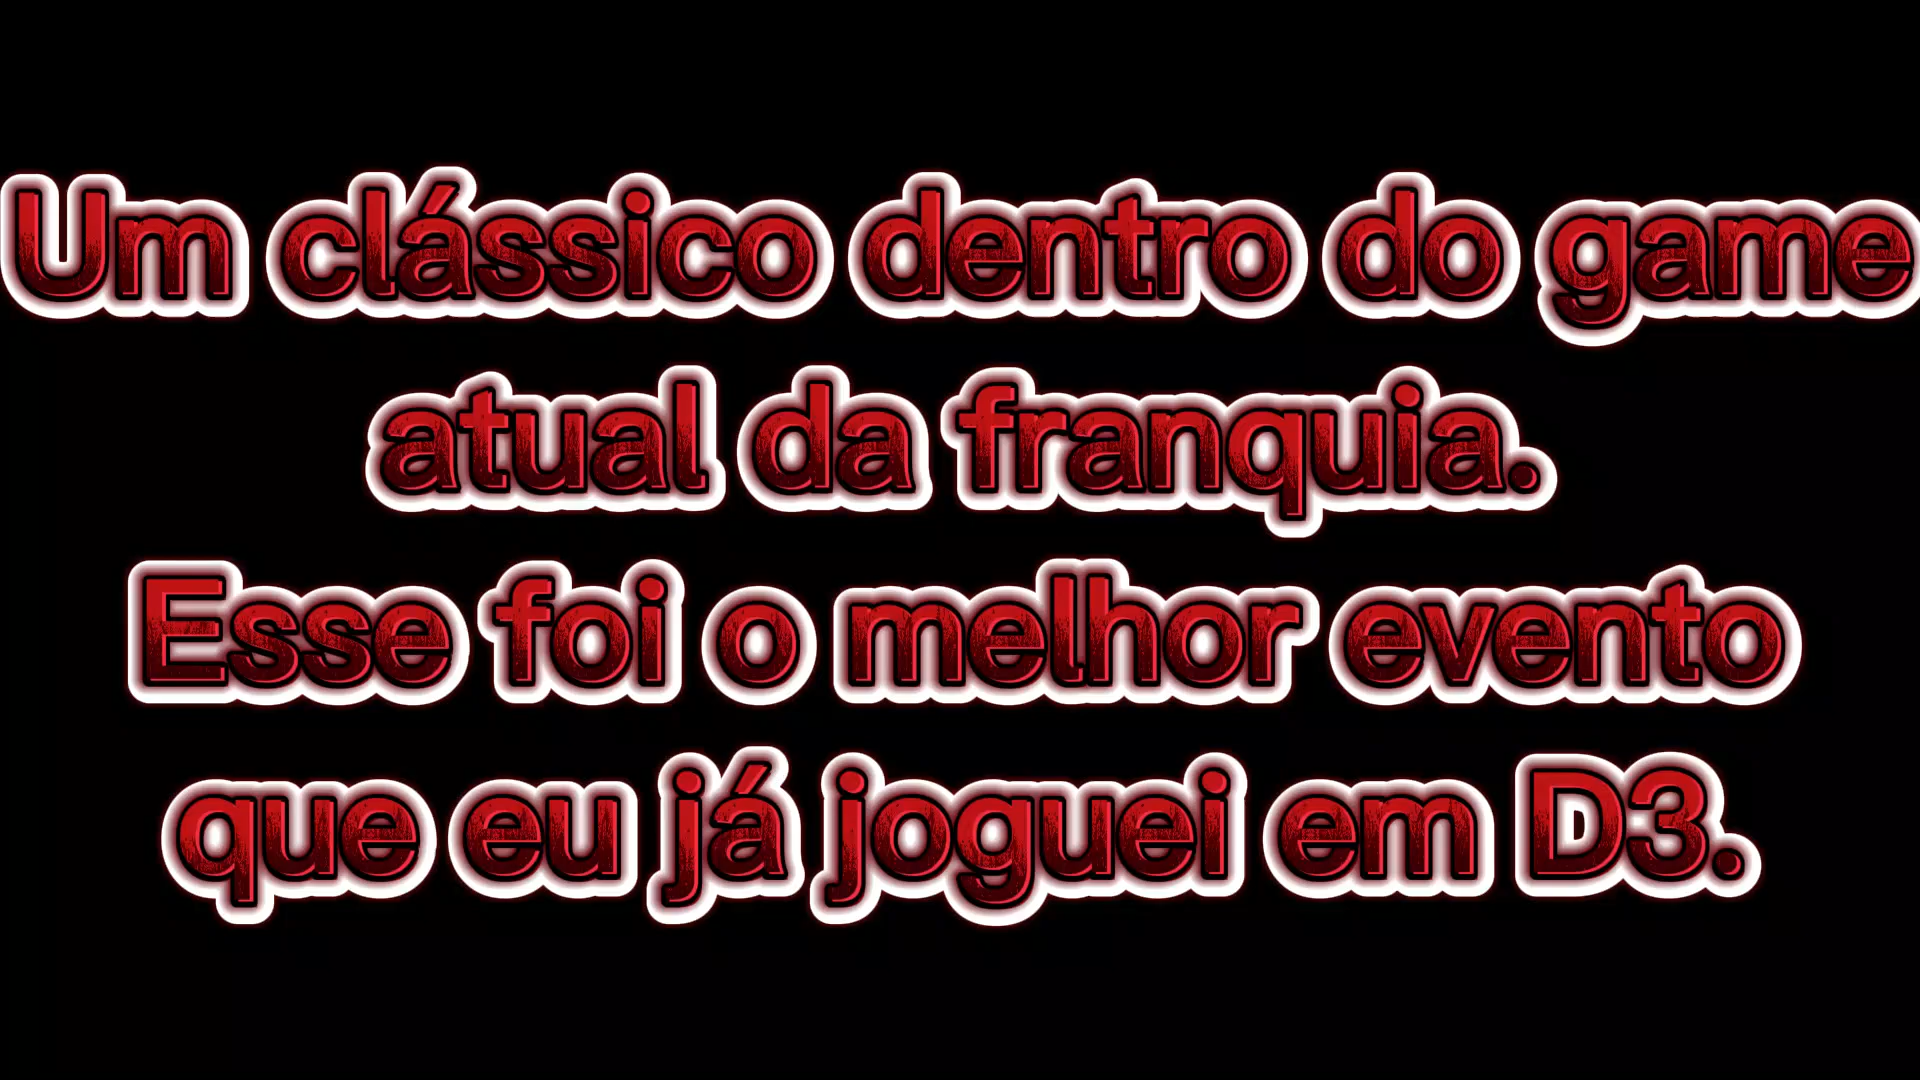 Um clássico dentro do game
atual da franquia.
Esse foi o melhor evento
que eu já joguei em D3.